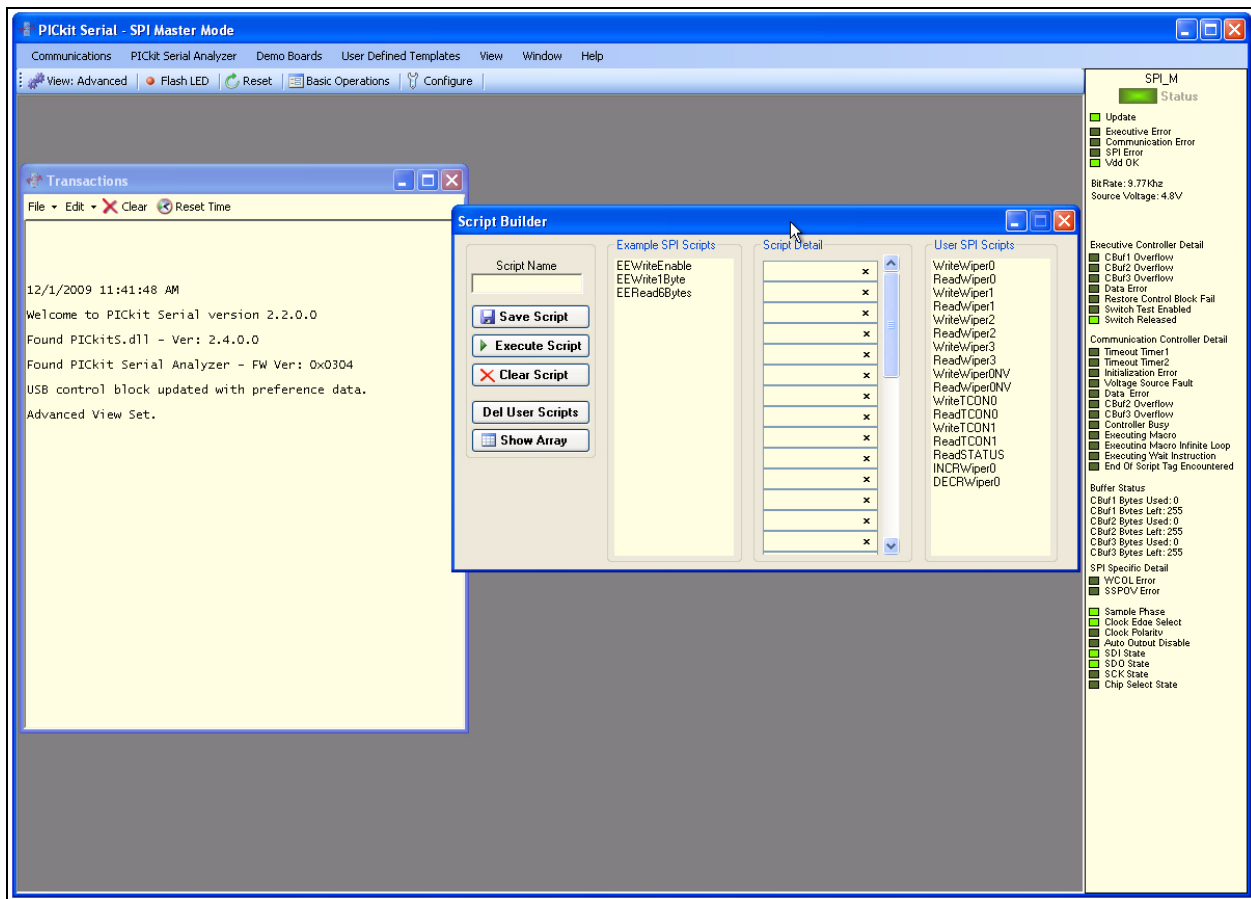 PICkit Serial - SPI Master Mode
Communications PICkit Serial Analyzer Demo Boards User Defined Templates View Window Help
View: Advanced Flash LED Reset Basic Operations Configure
Transactions
File Edit Clear Reset Time
12/1/2009 11:41:48 AM
Welcome to PICkit Serial version 2.2.0.0
Found PICkitS.dll - Ver: 2.4.0.0
Found PICkit Serial Analyzer - FW Ver: 0x0304
USB control block updated with preference data.
Advanced View Set.
Script Builder
Script Name
Save Script
Execute Script
Clear Script
Del User Scripts
Show Array
Example SPI Scripts
EEWriteEnable
EEWrite1Byte
EERead6Bytes
Script Detail
User SPI Scripts
WriteWiper0
ReadWiper0
WriteWiper1
ReadWiper1
WriteWiper2
ReadWiper2
WriteWiper3
ReadWiper3
WriteWiper0NV
ReadWiper0NV
WriteTCON0
ReadTCON0
WriteTCON1
ReadTCON1
ReadSTATUS
INCRWiper0
DECRWiper0
SPI_M
Status
Update
Executive Error
Communication Error
SPI Error
Vdd OK
BitRate: 9.77Khz
Source Voltage: 4.8V
Executive Controller Detail
CBuf1 Overflow
CBuf2 Overflow
CBuf3 Overflow
Data Error
Restore Control Block Fail
Switch Test Enabled
Switch Released
Communication Controller Detail
Timeout Timer1
Timeout Timer2
Initialization Error
Voltage Source Fault
Data Error
CBuf2 Overflow
CBuf3 Overflow
Controller Busy
Executing Macro
Executing Macro Infinite Loop
Executing Wait Instruction
End Of Script Tag Encountered
Buffer Status
CBuf1 Bytes Used: 0
CBuf1 Bytes Left: 255
CBuf2 Bytes Used: 0
CBuf2 Bytes Left: 255
CBuf3 Bytes Used: 0
CBuf3 Bytes Left: 255
SPI Specific Detail
WCOL Error
SSPOV Error
Sample Phase
Clock Edge Select
Clock Polarity
Auto Output Disable
SDI State
SDO State
SCK State
Chip Select State